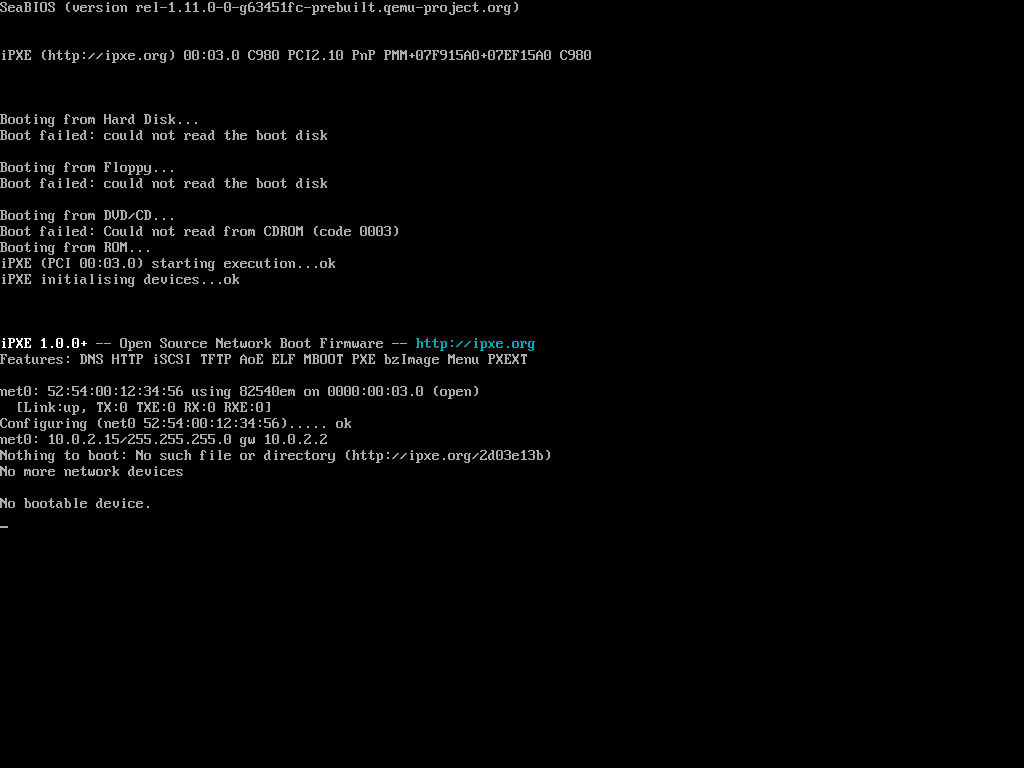 SeaBIOS (version rel-1.11.0-0-g63451fc-prebuilt.qemu-project.org)
iPXE (http://ipxe.org) 00:03.0 C980 PCI2.10 PnP PMM+07F915A0+07EF15A0 C980
Booting from Hard Disk...
Boot failed: could not read the boot disk
Booting from Floppy...
Boot failed: could not read the boot disk
Booting from DVD/CD...
Boot failed: Could not read from CDROM (code 0003)
Booting from ROM...
iPXE (PCI 00:03.0) starting execution...ok
iPXE initialising devices...ok
iPXE 1.0.0+ -- Open Source Network Boot Firmware -- http://ipxe.org
Features: DNS HTTP iSCSI TFTP AoE ELF MBOOT PXE bzImage Menu PXEXT
net0: 52:54:00:12:34:56 using 82540em on 0000:00:03.0 (open)
[Link:up, TX:0 TXE:0 RX:0 RXE:0]
Configuring (net0 52:54:00:12:34:56)..... ok
net0: 10.0.2.15/255.255.255.0 gw 10.0.2.2
Nothing to boot: No such file or directory (http://ipxe.org/2d03e13b)
No more network devices
No bootable device.